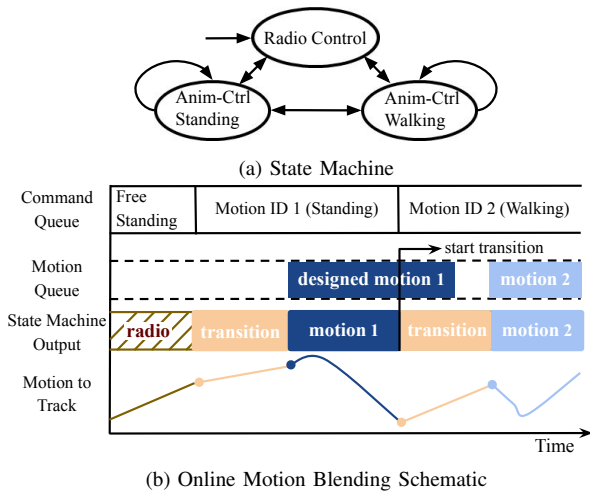 Radio Control
Anim-Ctrl
Standing
Anim-Ctrl
Walking
(a) State Machine
Command
Queue
Free
Standing
Motion ID 1 (Standing)
Motion ID 2 (Walking)
start transition
Motion
Queue
designed motion 1
motion 2
State Machine
Output
radio
transition
motion 1
transition
motion 2
Motion to
Track
Time
(b) Online Motion Blending Schematic